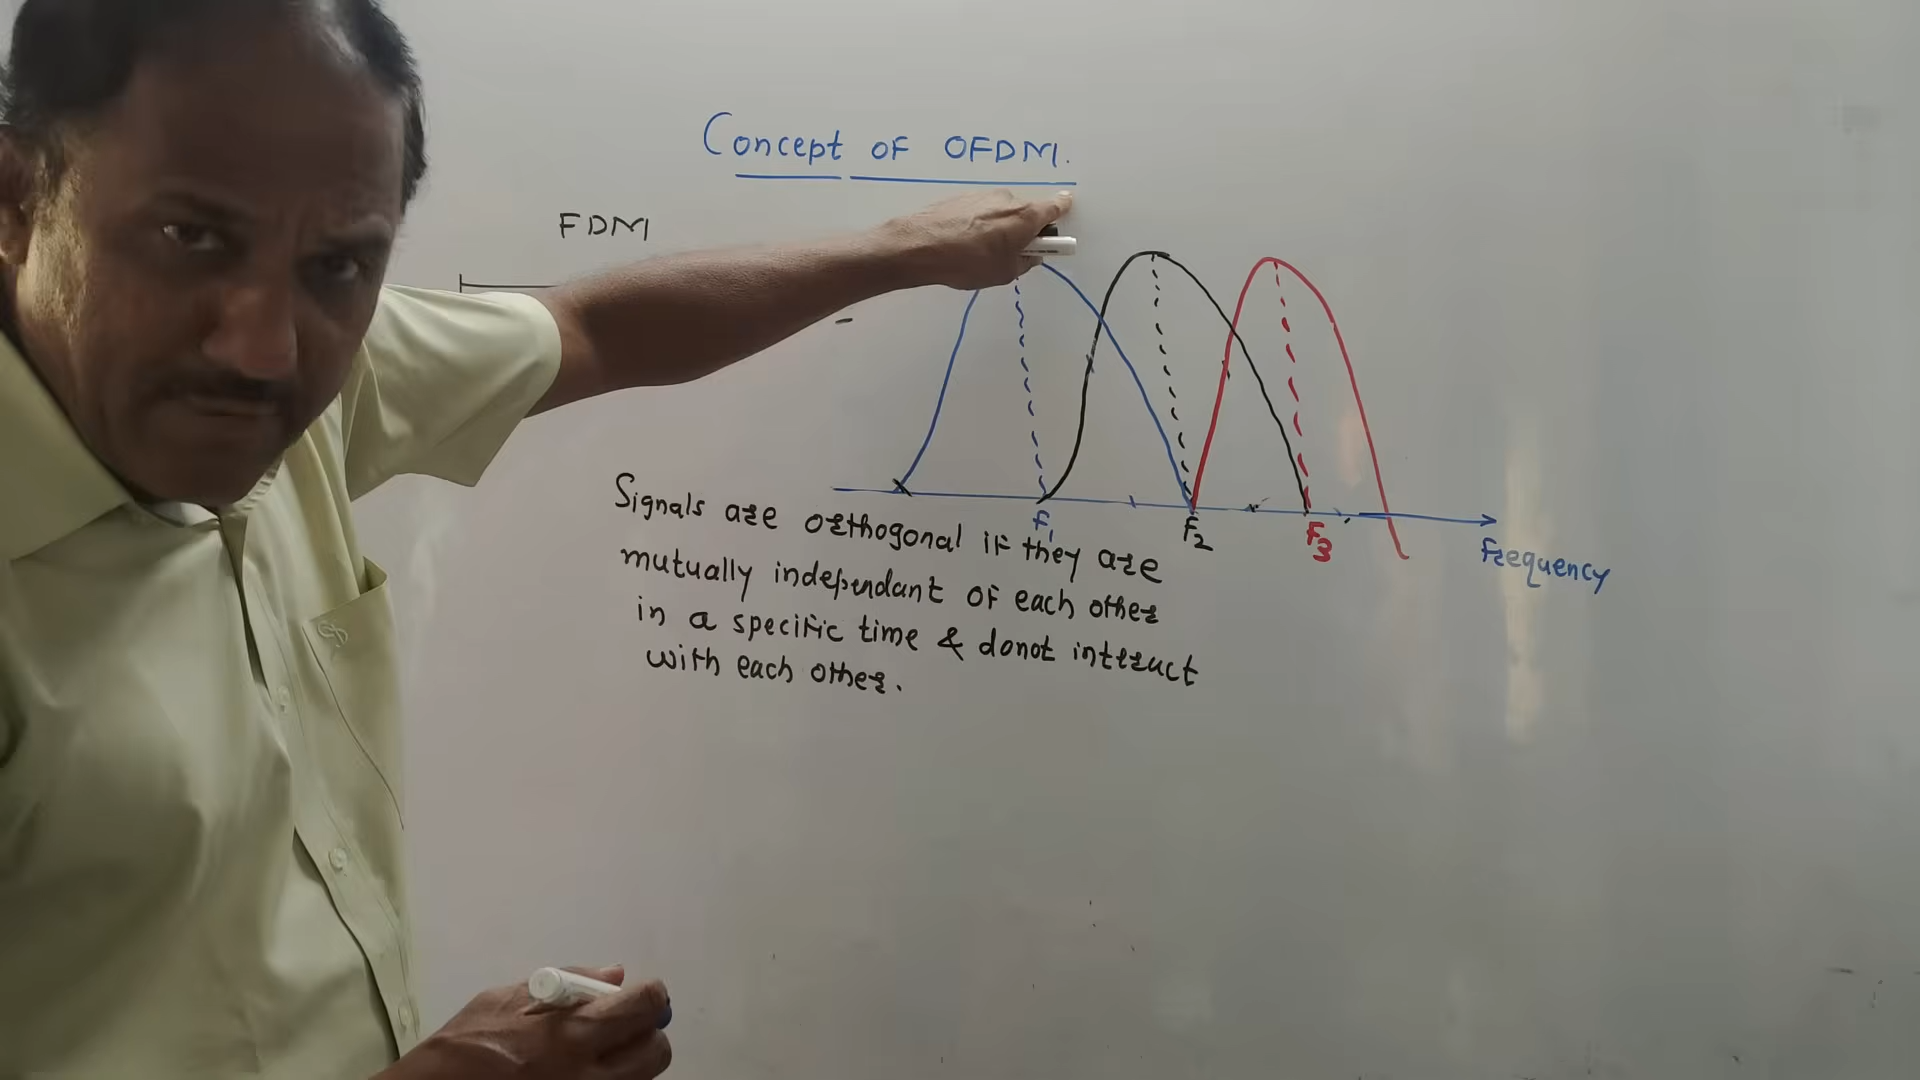 Concept of OFDM.
FDM
F1
F2
F3
Frequency
Signals are orthogonal if they are
mutually independant of each other
in a specific time & donot interuct
with each other.